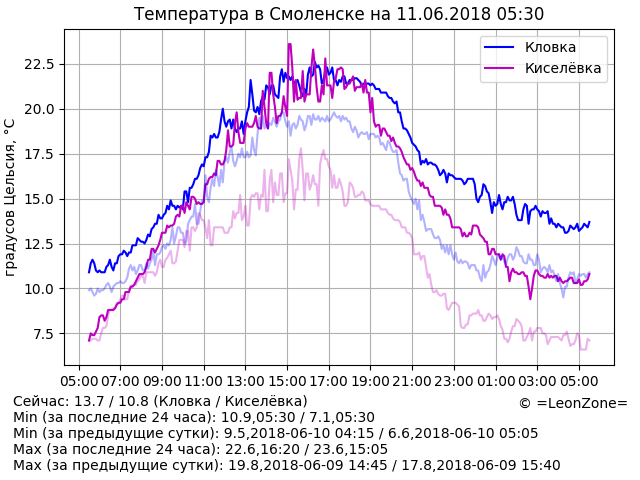 Температура в Смоленске на 11.06.2018 05:30
Кловка
Киселёвка
градусов Цельсия, °C
22.5
20.0
17.5
15.0
12.5
10.0
7.5
05:00 07:00 09:00 11:00 13:00 15:00 17:00 19:00 21:00 23:00 01:00 03:00 05:00
Сейчас: 13.7 / 10.8 (Кловка / Киселёвка)
© =LeonZone=
Min (за последние 24 часа): 10.9,05:30 / 7.1,05:30
Min (за предыдущие сутки): 9.5,2018-06-10 04:15 / 6.6,2018-06-10 05:05
Max (за последние 24 часа): 22.6,16:20 / 23.6,15:05
Max (за предыдущие сутки): 19.8,2018-06-09 14:45 / 17.8,2018-06-09 15:40